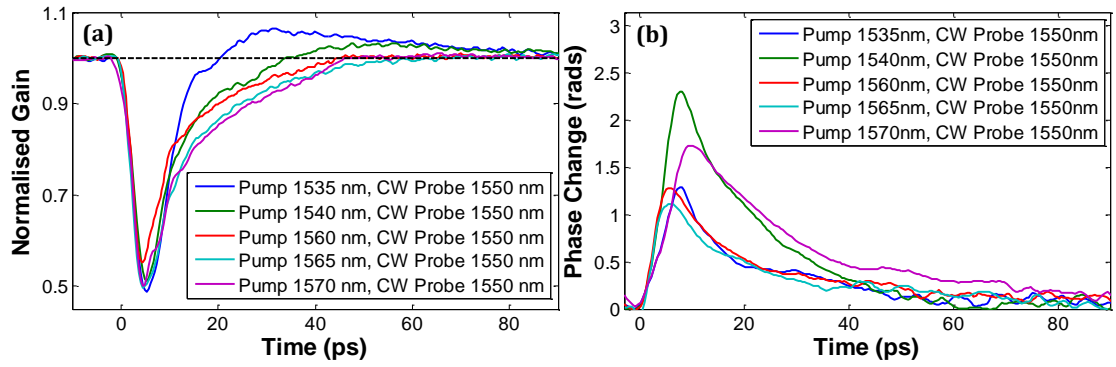 (a)
Normalised Gain
1.1
0.9
0.7
0.5
0
20
40
60
80
Time (ps)
Pump 1535 nm, CW Probe 1550 nm
Pump 1540 nm, CW Probe 1550 nm
Pump 1560 nm, CW Probe 1550 nm
Pump 1565 nm, CW Probe 1550 nm
Pump 1570 nm, CW Probe 1550 nm
(b)
Phase Change (rads)
3
2.5
2
1.5
1
0.5
0
0
20
40
60
80
Time (ps)
Pump 1535nm, CW Probe 1550nm
Pump 1540nm, CW Probe 1550nm
Pump 1560nm, CW Probe 1550nm
Pump 1565nm, CW Probe 1550nm
Pump 1570nm, CW Probe 1550nm